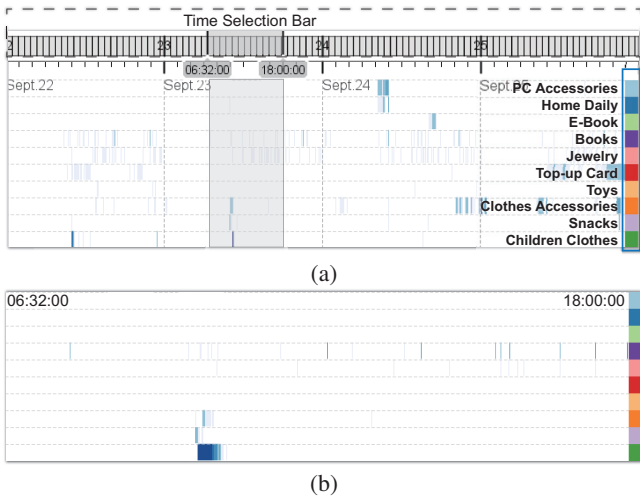 Time Selection Bar
2 23 24 25
06:32:00 18:00:00
Sept.22 Sept.23 Sept.24
PC Accessories
Home Daily
E-Book
Books
Jewelry
Top-up Card
Toys
Clothes Accessories
Snacks
Children Clothes
(a)
06:32:00 18:00:00
(b)